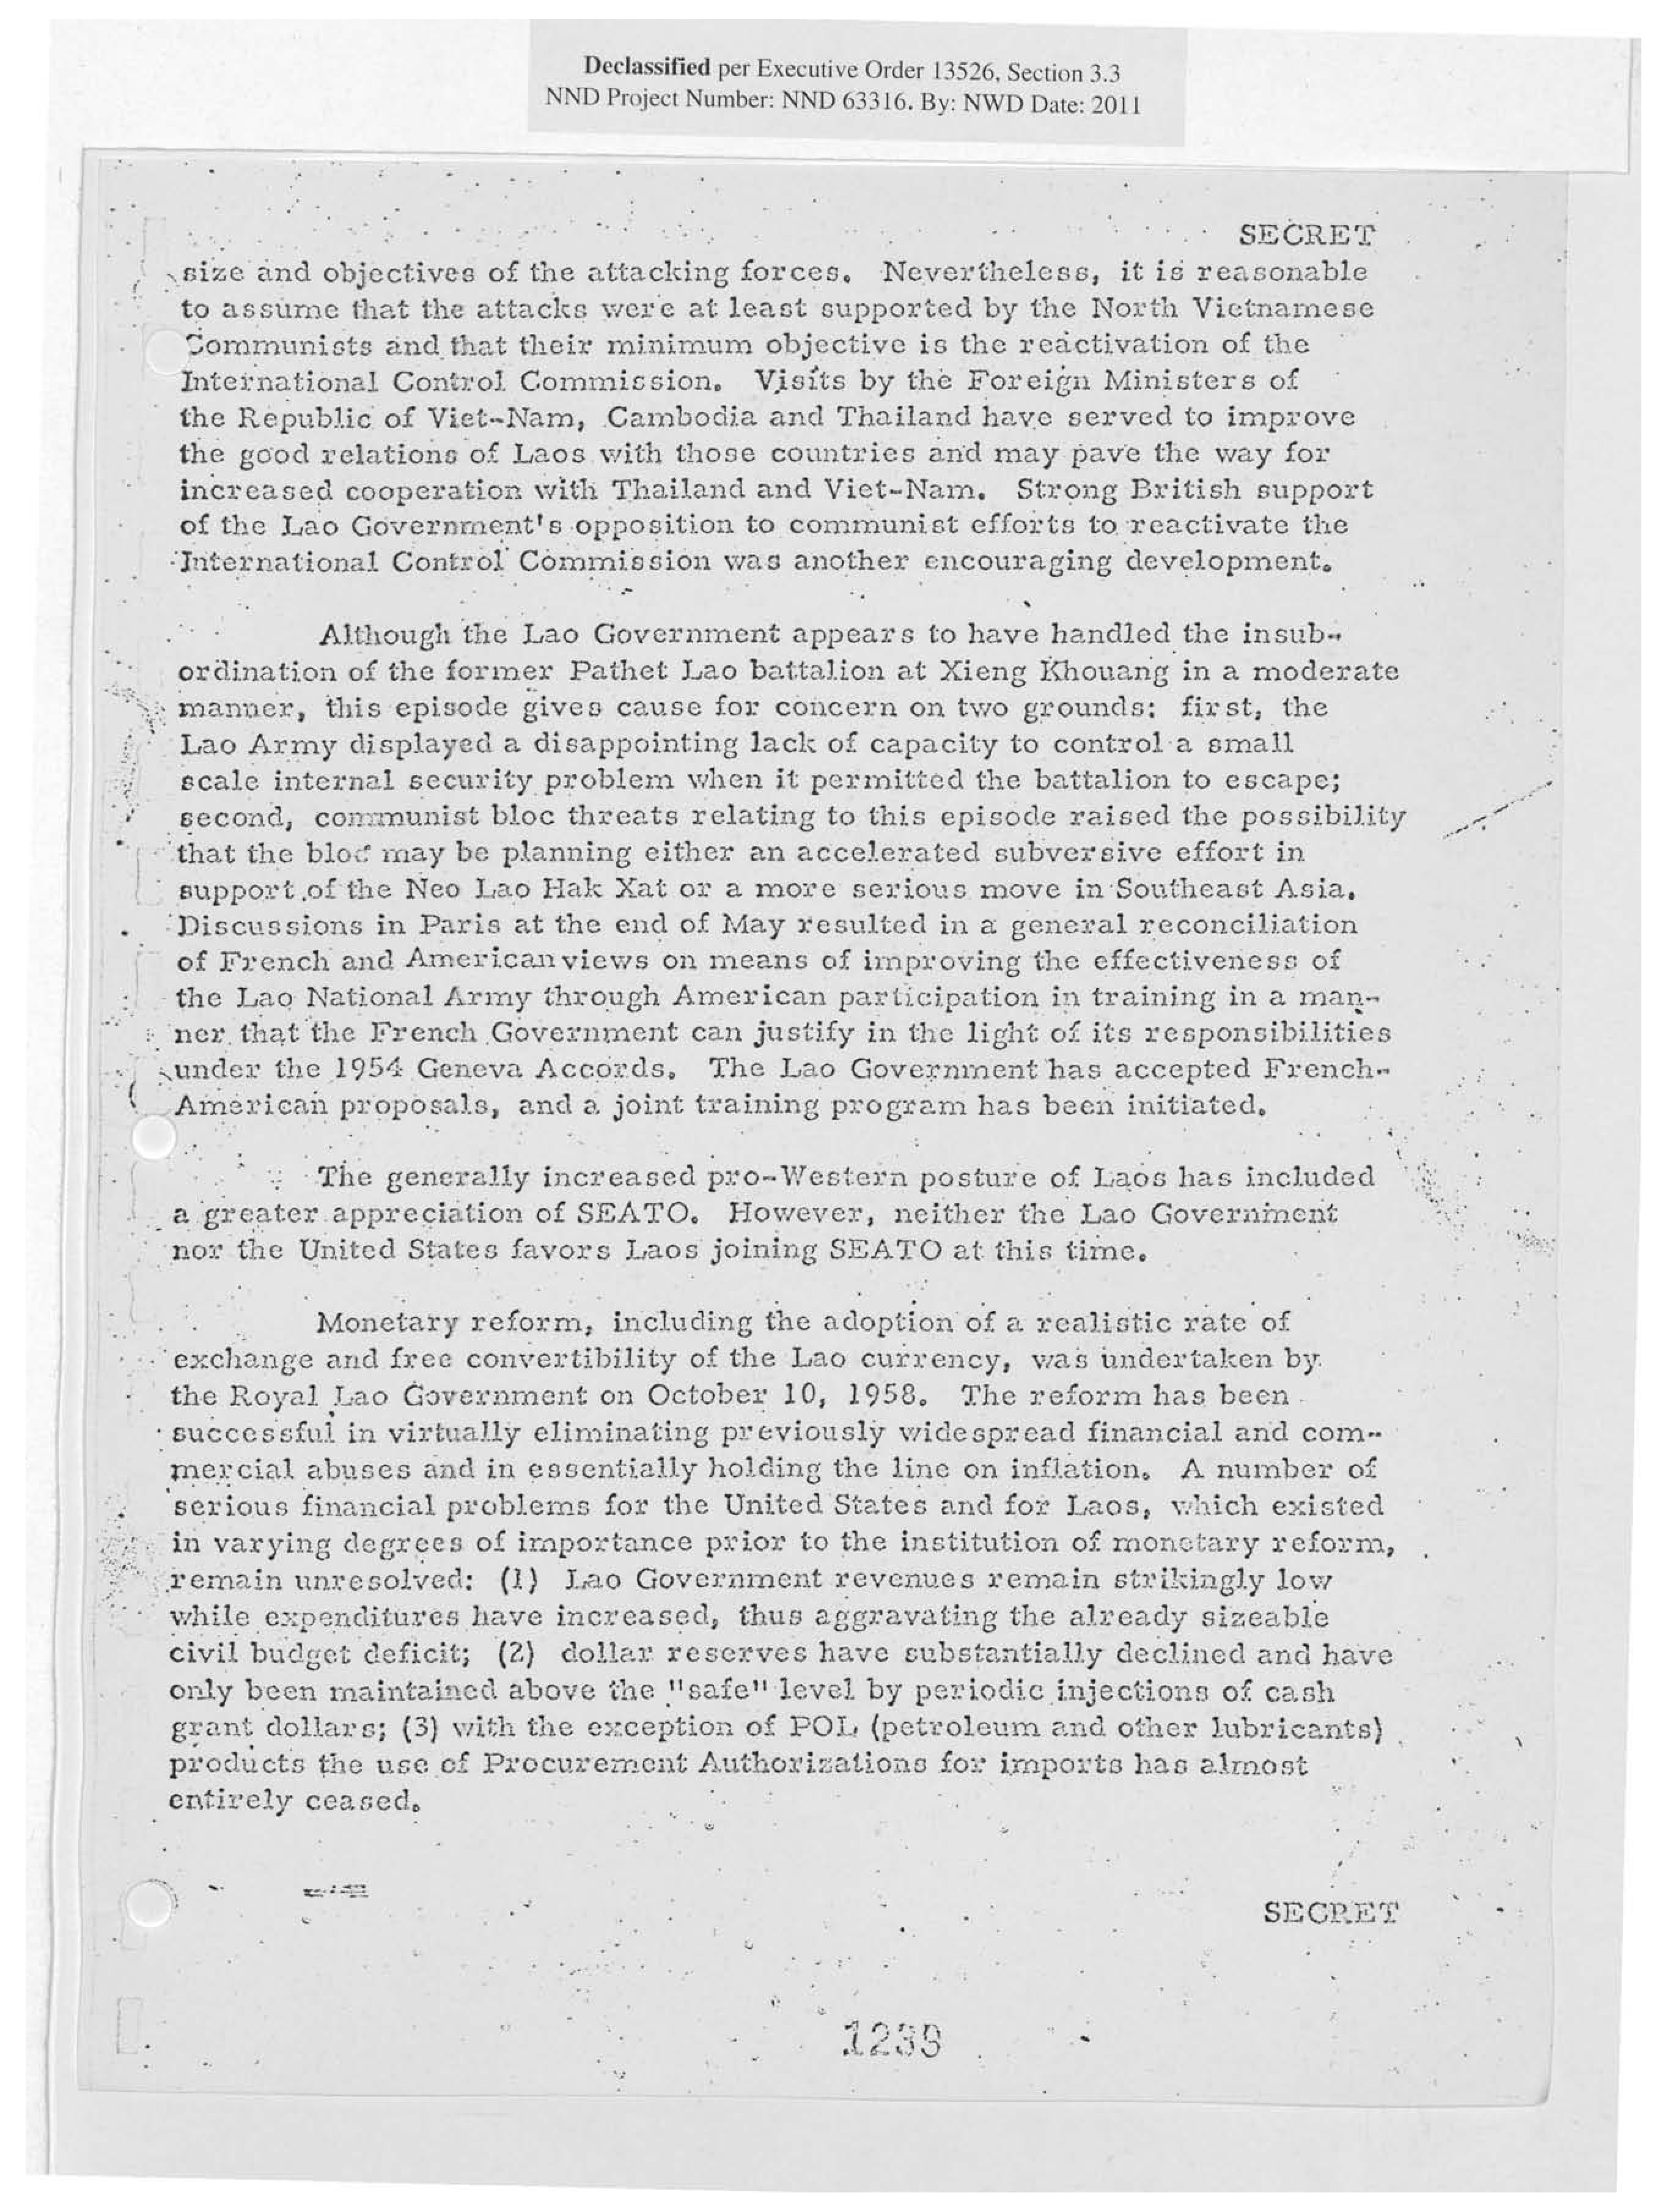 Declassified per Executive Order 13526, Section 3.3
NND Project Number: NND 63316. By: NWD Date: 2011
SECRET
size and objectives of the attacking forces. Nevertheless, it is reasonable
to assume that the attacks were at least supported by the North Vietnamese
Communists and that their minimum objective is the reactivation of the
International Control Commission. Visits by the Foreign Ministers of
the Republic of Viet-Nam, Cambodia and Thailand have served to improve
the good relations of Laos with those countries and may pave the way for
increased cooperation with Thailand and Viet-Nam. Strong British support
of the Lao Government's opposition to communist efforts to reactivate the
International Control Commission was another encouraging development.
Although the Lao Government appears to have handled the insub-
ordination of the former Pathet Lao battalion at Xieng Khouang in a moderate
manner, this episode gives cause for concern on two grounds: first, the
Lao Army displayed a disappointing lack of capacity to control a small
scale internal security problem when it permitted the battalion to escape;
second, communist bloc threats relating to this episode raised the possibility
that the bloc may be planning either an accelerated subversive effort in
support of the Neo Lao Hak Xat or a more serious move in Southeast Asia.
Discussions in Paris at the end of May resulted in a general reconciliation
of French and American views on means of improving the effectiveness of
the Lao National Army through American participation in training in a man-
ner that the French Government can justify in the light of its responsibilities
under the 1954 Geneva Accords. The Lao Government has accepted French-
American proposals, and a joint training program has been initiated.
The generally increased pro-Western posture of Laos has included
a greater appreciation of SEATO. However, neither the Lao Government
nor the United States favors Laos joining SEATO at this time.
Monetary reform, including the adoption of a realistic rate of
exchange and free convertibility of the Lao currency, was undertaken by
the Royal Lao Government on October 10, 1958. The reform has been
successful in virtually eliminating previously widespread financial and com-
mercial abuses and in essentially holding the line on inflation. A number of
serious financial problems for the United States and for Laos, which existed
in varying degrees of importance prior to the institution of monetary reform,
remain unresolved: (1) Lao Government revenues remain strikingly low
while expenditures have increased, thus aggravating the already sizeable
civil budget deficit; (2) dollar reserves have substantially declined and have
only been maintained above the "safe" level by periodic injections of cash
grant dollars; (3) with the exception of POL (petroleum and other lubricants)
products the use of Procurement Authorizations for imports has almost
entirely ceased.
SECRET